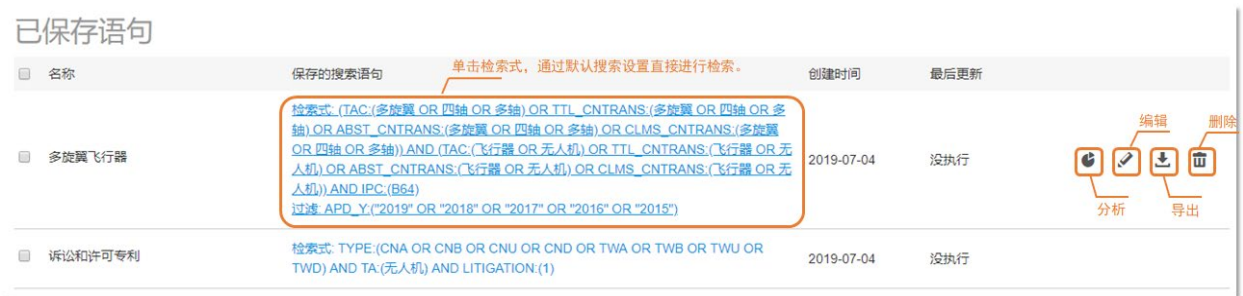 已保存语句
名称 保存的搜索语句 单击检索式，通过默认搜索设置直接进行检索。 创建时间 最后更新
检索式: (TAC:(多旋翼 OR 四轴 OR 多轴) OR TTL_CNTRANS:(多旋翼 OR 四轴 OR 多
轴) OR ABST_CNTRANS:(多旋翼 OR 四轴 OR 多轴) OR CLMS_CNTRANS:(多旋翼
OR 四轴 OR 多轴)) AND (TAC:(飞行器 OR 无人机) OR TTL_CNTRANS:(飞行器 OR 无
人机) OR ABST_CNTRANS:(飞行器 OR 无人机) OR CLMS_CNTRANS:(飞行器 OR 无
人机)) AND IPC:(B64)
过滤: APD_Y:("2019" OR "2018" OR "2017" OR "2016" OR "2015")
多旋翼飞行器 2019-07-04 没执行
编辑 删除
分析 导出
检索式: TYPE:(CNA OR CNB OR CNU OR CND OR TWA OR TWB OR TWU OR
TWD) AND TA:(无人机) AND LITIGATION:(1)
诉讼和许可专利 2019-07-04 没执行